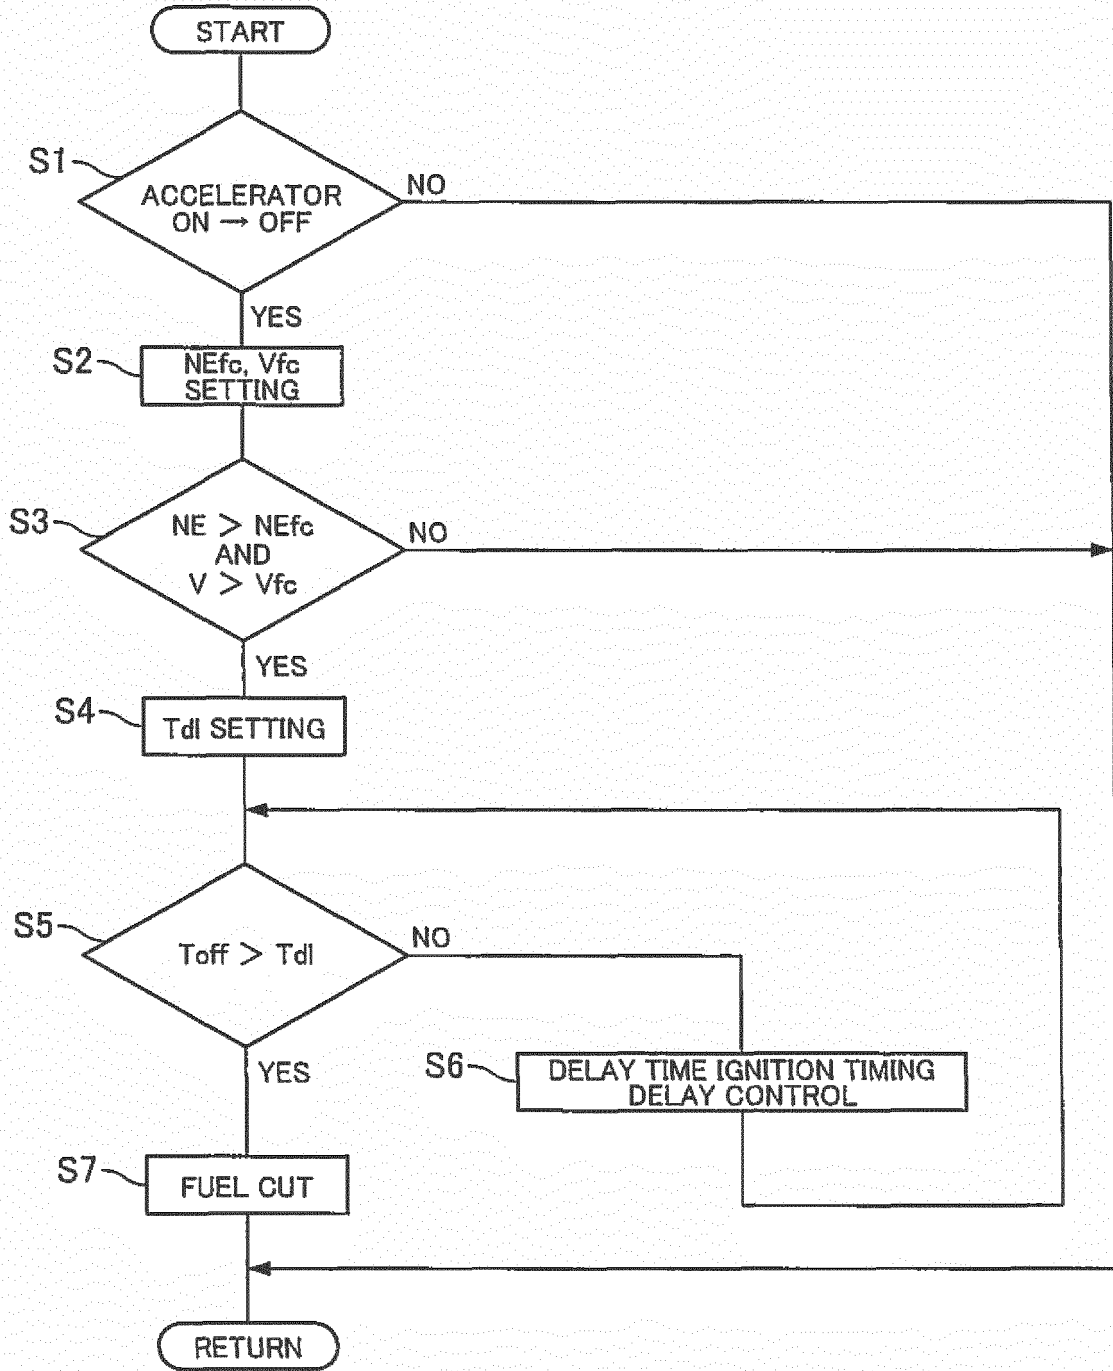 START
S1
ACCELERATOR
ON → OFF
NO
YES
S2
NEfc, Vfc
SETTING
S3
NE > NEfc
AND
V > Vfc
NO
YES
S4
Tdl SETTING
S5
Toff > Tdl
NO
YES
S6
DELAY TIME IGNITION TIMING
DELAY CONTROL
S7
FUEL CUT
RETURN